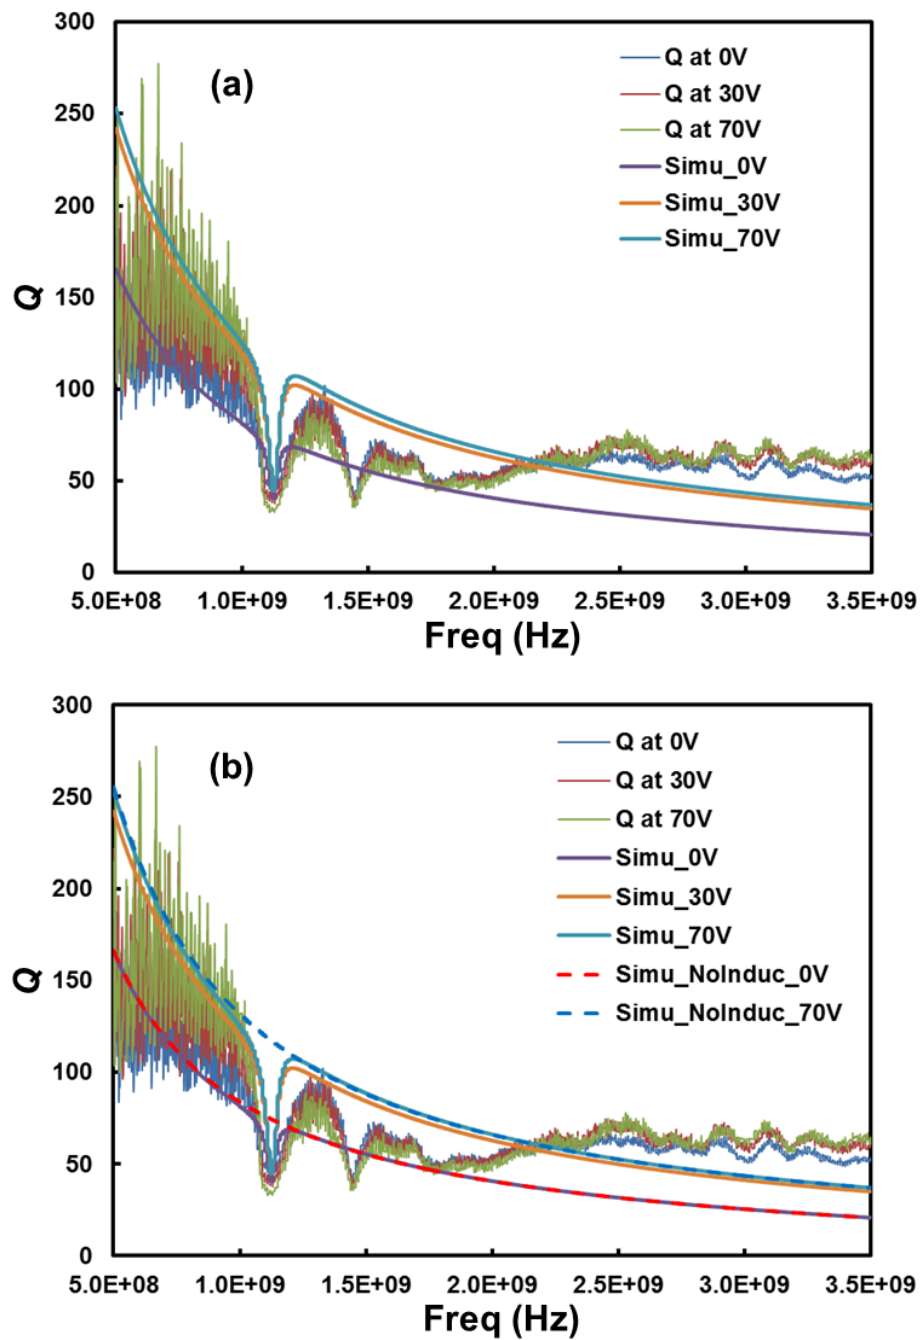 300
250
200
150
100
50
0
Q
(a)
Q at 0V
Q at 30V
Q at 70V
Simu_0V
Simu_30V
Simu_70V
5.0E+08 1.0E+09 1.5E+09 2.0E+09 2.5E+09 3.0E+09 3.5E+09
Freq (Hz)
300
250
200
150
100
50
0
Q
(b)
Q at 0V
Q at 30V
Q at 70V
Simu_0V
Simu_30V
Simu_70V
Simu_NoInduc_0V
Simu_NoInduc_70V
5.0E+08 1.0E+09 1.5E+09 2.0E+09 2.5E+09 3.0E+09 3.5E+09
Freq (Hz)